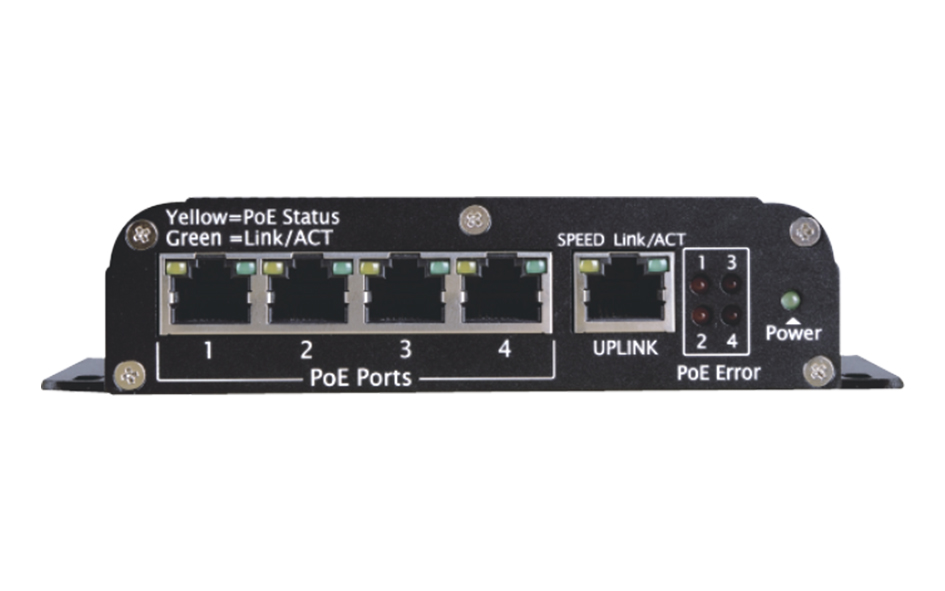 Yellow=PoE Status
Green =Link/ACT
SPEED Link/ACT
1 3
2 4
Power
1 2 3 4
UPLINK
PoE Ports
PoE Error